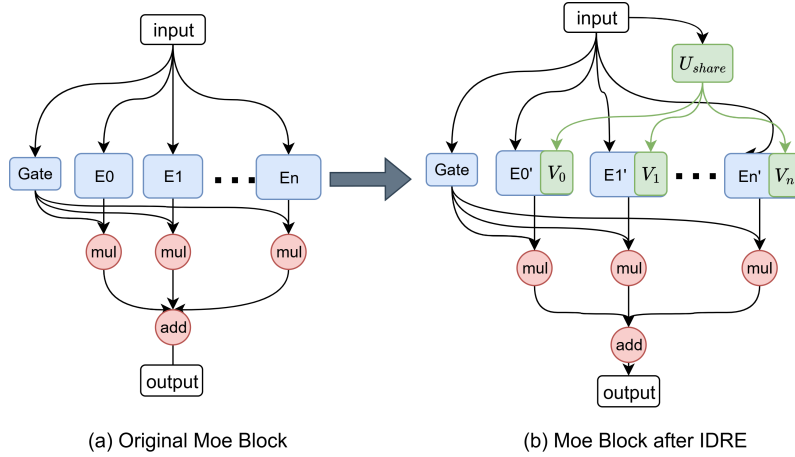 input
Gate
E0
E1
En
mul
mul
mul
add
output
(a) Original Moe Block
input
U_share
Gate
E0'
V_0
E1'
V_1
En'
V_n
mul
mul
mul
add
output
(b) Moe Block after IDRE